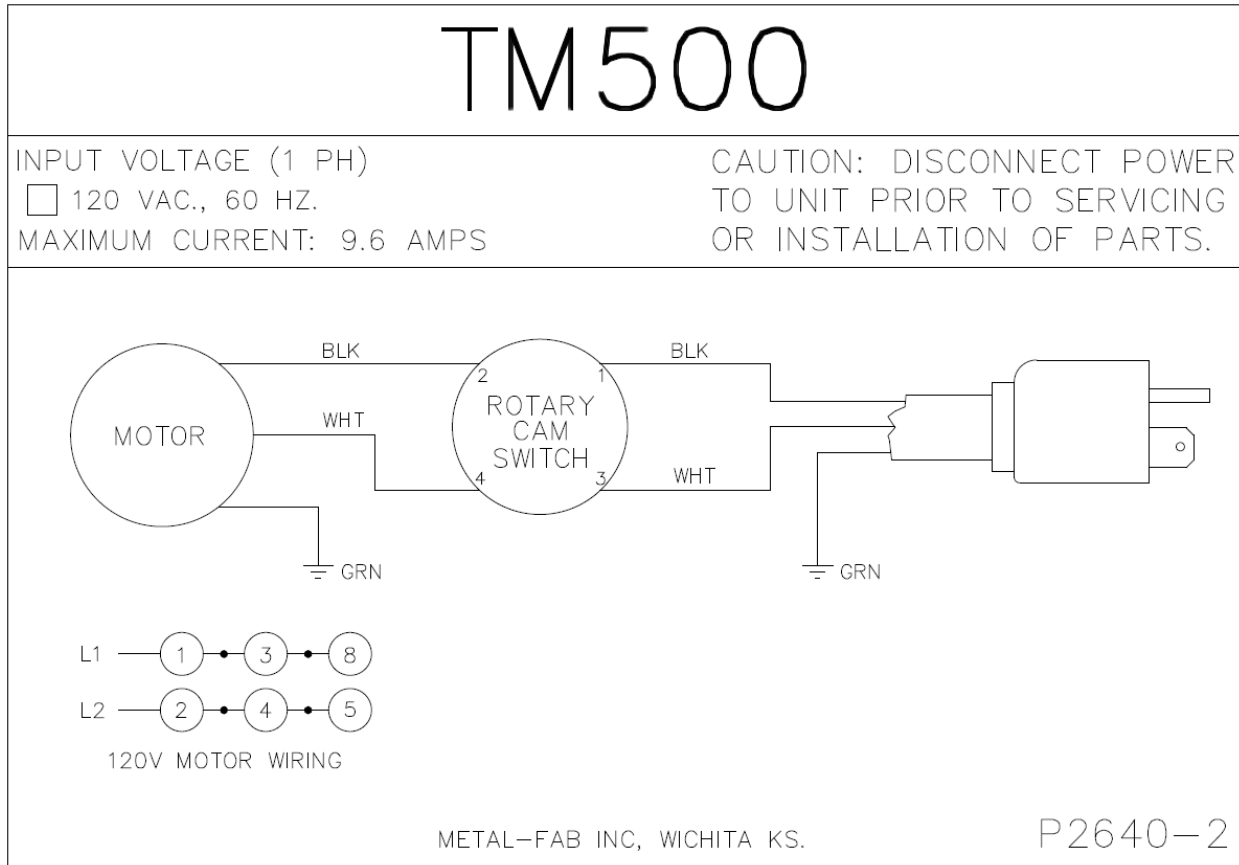 TM500
INPUT VOLTAGE (1 PH)
120 VAC., 60 HZ.
MAXIMUM CURRENT: 9.6 AMPS
CAUTION: DISCONNECT POWER
TO UNIT PRIOR TO SERVICING
OR INSTALLATION OF PARTS.
BLK
BLK
2
1
MOTOR
WHT
ROTARY
CAM
SWITCH
4
3
WHT
GRN
GRN
L1 1 3 8
L2 2 4 5
120V MOTOR WIRING
METAL-FAB INC, WICHITA KS.
P2640-2